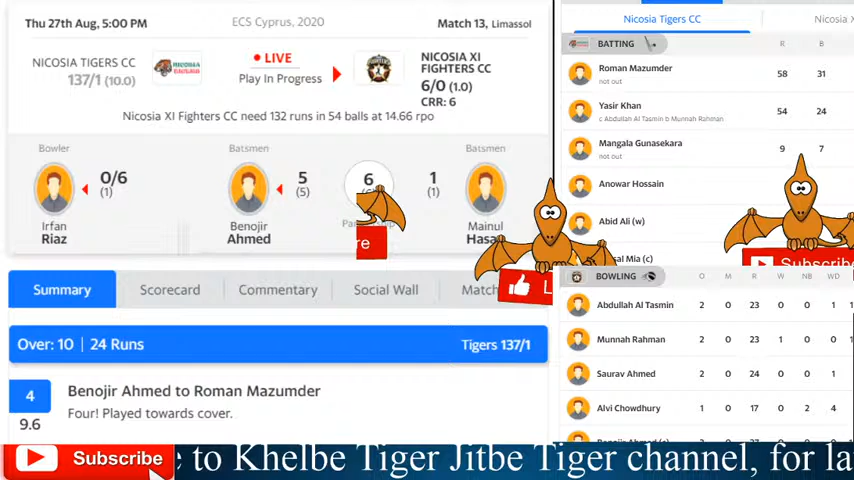 Thu 27th Aug, 5:00 PM
ECS Cyprus, 2020
Match 13, Limassol
NICOSIA TIGERS CC
137/1 (10.0)
LIVE
Play In Progress
NICOSIA XI
FIGHTERS CC
6/0 (1.0)
CRR: 6
Nicosia XI Fighters CC need 132 runs in 54 balls at 14.66 rpo
Bowler
Batsmen
Batsmen
0/6
(1)
5
(5)
6
1
(1)
Irfan
Riaz
Benojir
Ahmed
Mainul
Summary
Scorecard
Commentary
Social Wall
Over: 10 | 24 Runs
Tigers 137/1
4
9.6
Benojir Ahmed to Roman Mazumder
Four! Played towards cover.
Nicosia Tigers CC
Nicosia
BATTING R B
Roman Mazumder 58 31
not out
Yasir Khan 54 24
c Abdullah Al Tasmin b Munnah Rahman
Mangala Gunasekara 9 7
not out
Anowar Hossain
Abid Ali (w)
Mia (c)
Subscribe
BOWLING O M R W NB WD
Abdullah Al Tasmin 2 0 23 0 0 1
Munnah Rahman 2 0 23 1 0 0
Saurav Ahmed 2 0 24 0 0 1
Alvi Chowdhury 1 0 17 0 2 4
Subscribe
to Khelbe Tiger Jitbe Tiger channel, for la